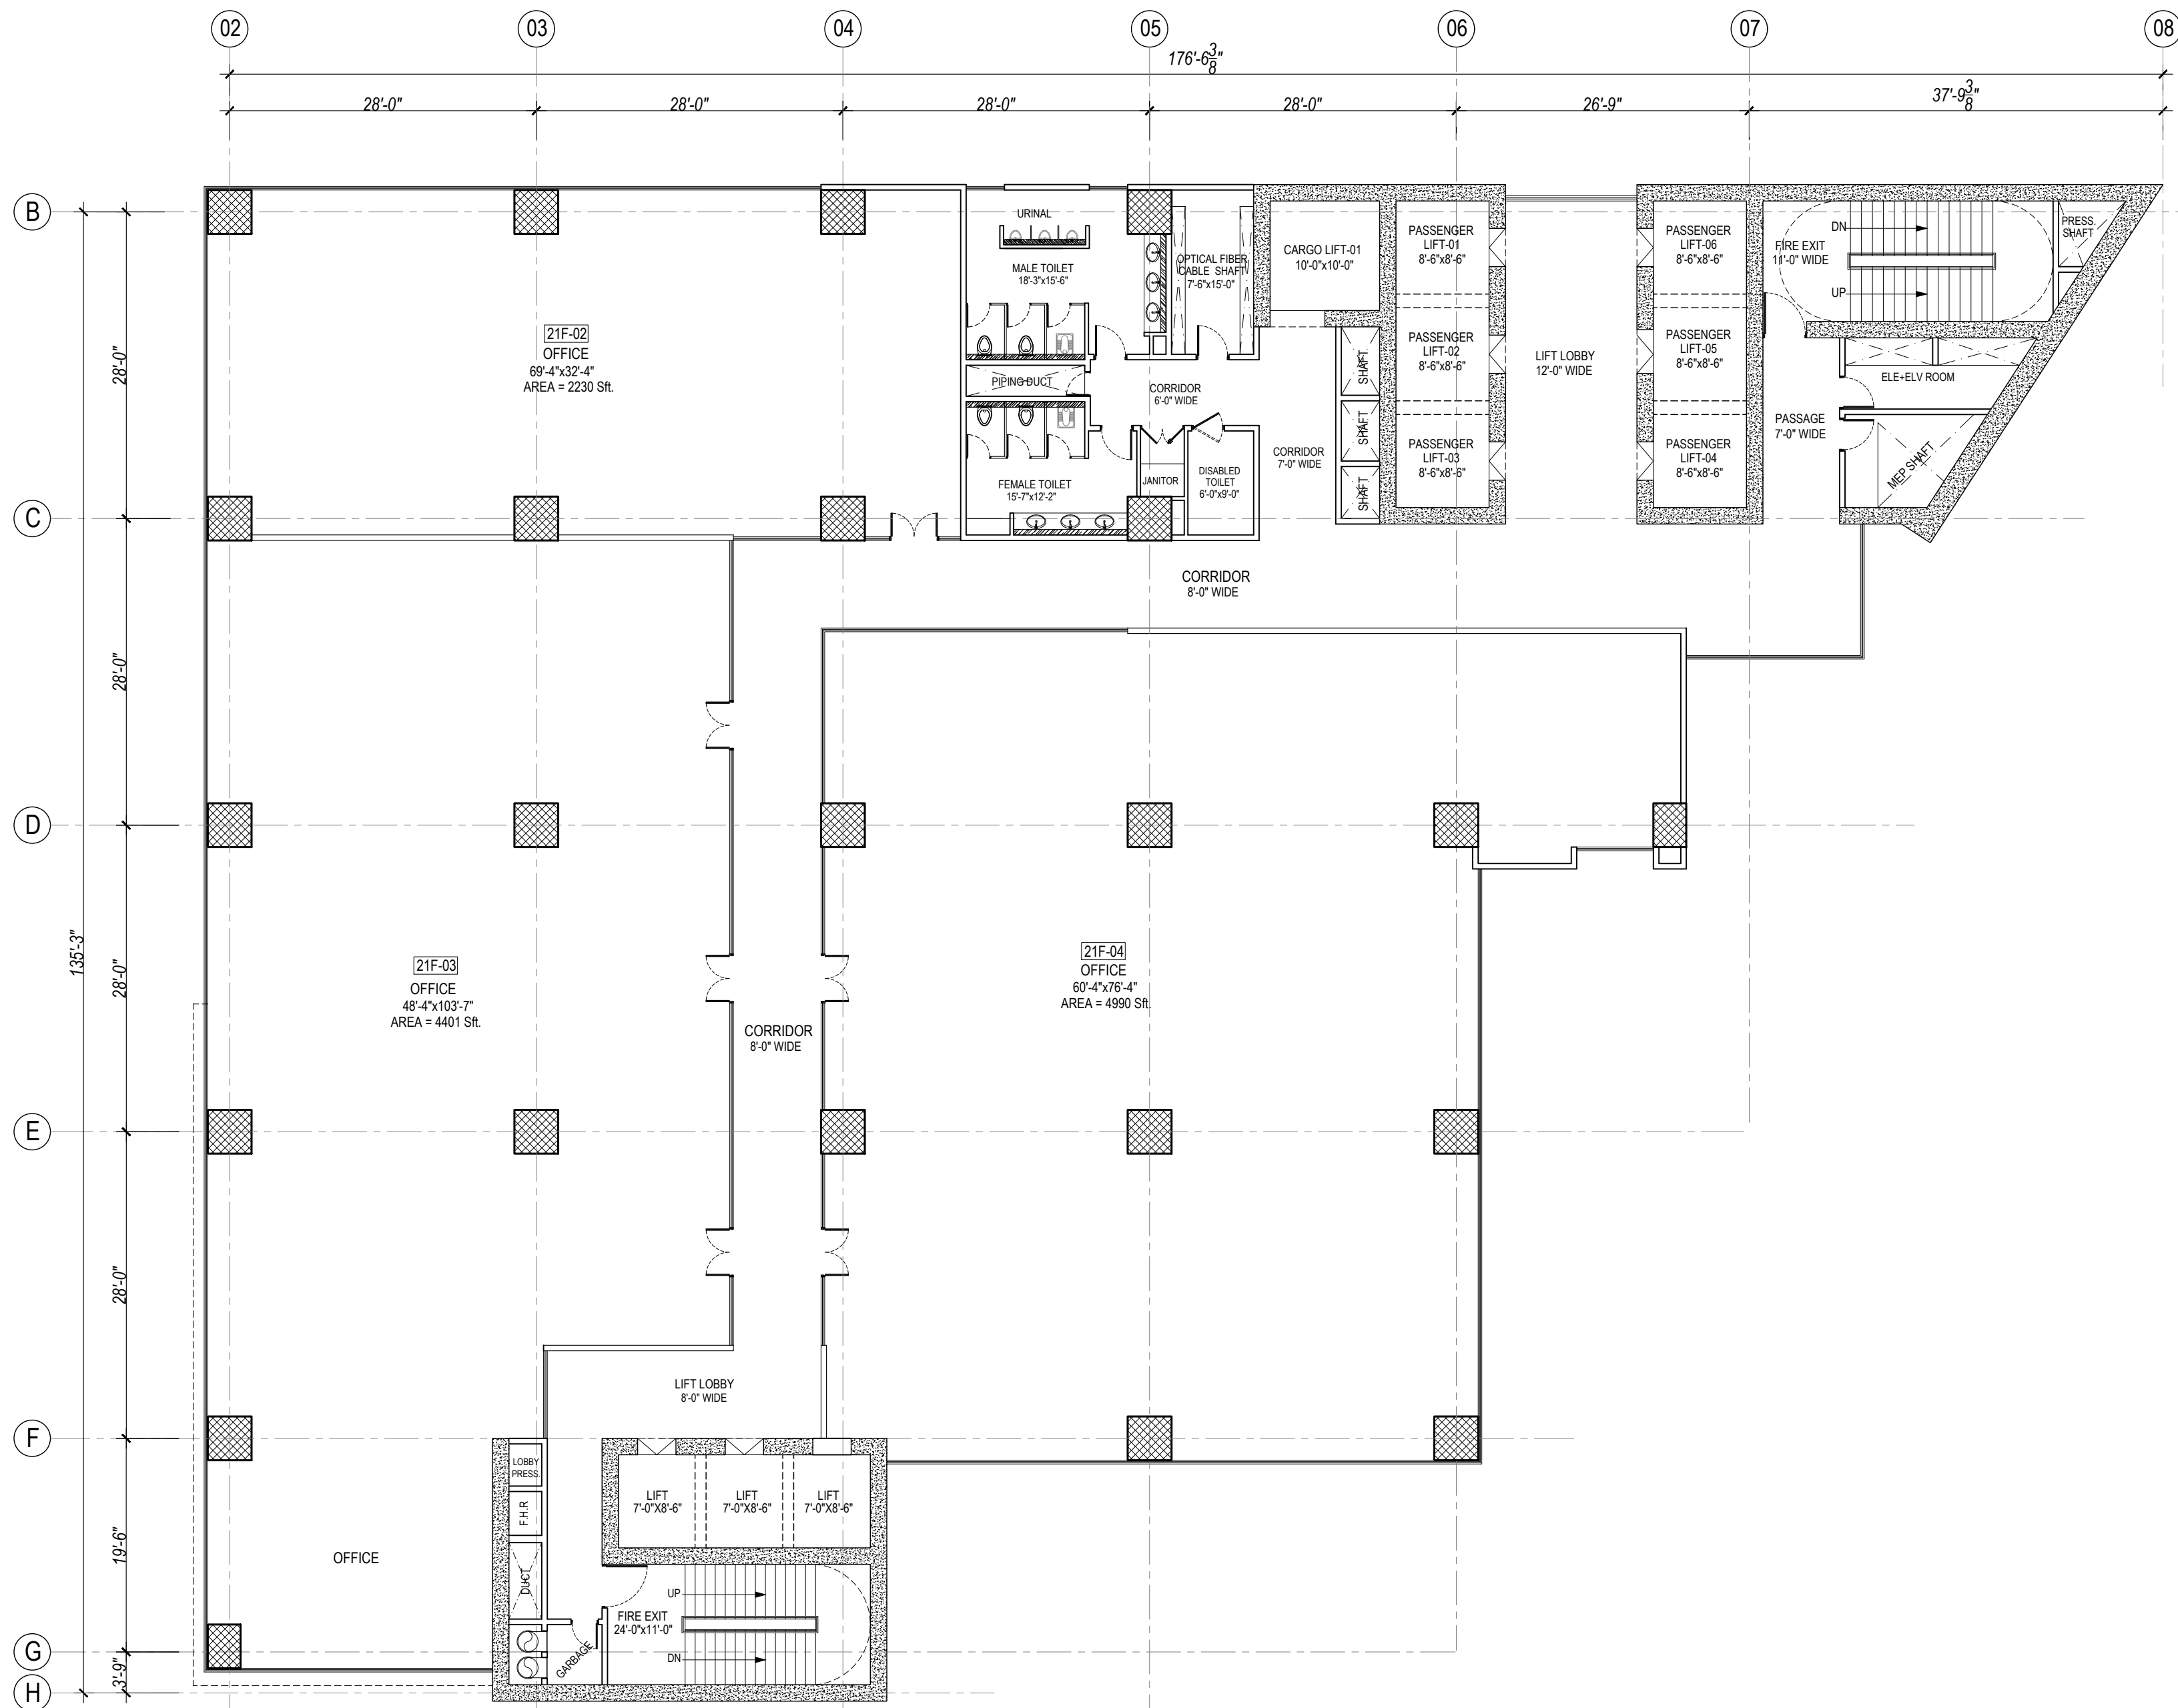 02
03
04
05
06
07
08
176'-6 3/8"
28'-0"
28'-0"
28'-0"
28'-0"
26'-9"
37'-9 3/8"
B
C
D
E
F
G
H
135'-3"
28'-0"
28'-0"
28'-0"
28'-0"
19'-6"
3'-9"
21F-02
OFFICE
69'-4"x32'-4"
AREA = 2230 Sft.
URINAL
MALE TOILET
18'-3"x15'-6"
OPTICAL FIBER
CABLE SHAFT
7'-6"x15'-0"
CARGO LIFT-01
10'-0"x10'-0"
PASSENGER
LIFT-01
8'-6"x8'-6"
PASSENGER
LIFT-02
8'-6"x8'-6"
PASSENGER
LIFT-03
8'-6"x8'-6"
LIFT LOBBY
12'-0" WIDE
PASSENGER
LIFT-06
8'-6"x8'-6"
PASSENGER
LIFT-05
8'-6"x8'-6"
PASSENGER
LIFT-04
8'-6"x8'-6"
DN
FIRE EXIT
11'-0" WIDE
UP
PRESS.
SHAFT
ELE+ELV ROOM
PASSAGE
7'-0" WIDE
MEP SHAFT
PIPING DUCT
CORRIDOR
6'-0" WIDE
SHAFT
SHAFT
SHAFT
CORRIDOR
7'-0" WIDE
FEMALE TOILET
15'-7"x12'-2"
JANITOR
DISABLED
TOILET
6'-0"x9'-0"
CORRIDOR
8'-0" WIDE
21F-03
OFFICE
48'-4"x103'-7"
AREA = 4401 Sft.
21F-04
OFFICE
60'-4"x76'-4"
AREA = 4990 Sft.
CORRIDOR
8'-0" WIDE
LIFT LOBBY
8'-0" WIDE
LOBBY
PRESS.
F.H.R
DUCT
LIFT
7'-0"X8'-6"
LIFT
7'-0"X8'-6"
LIFT
7'-0"X8'-6"
OFFICE
UP
FIRE EXIT
24'-0"x11'-0"
DN
GARBAGE